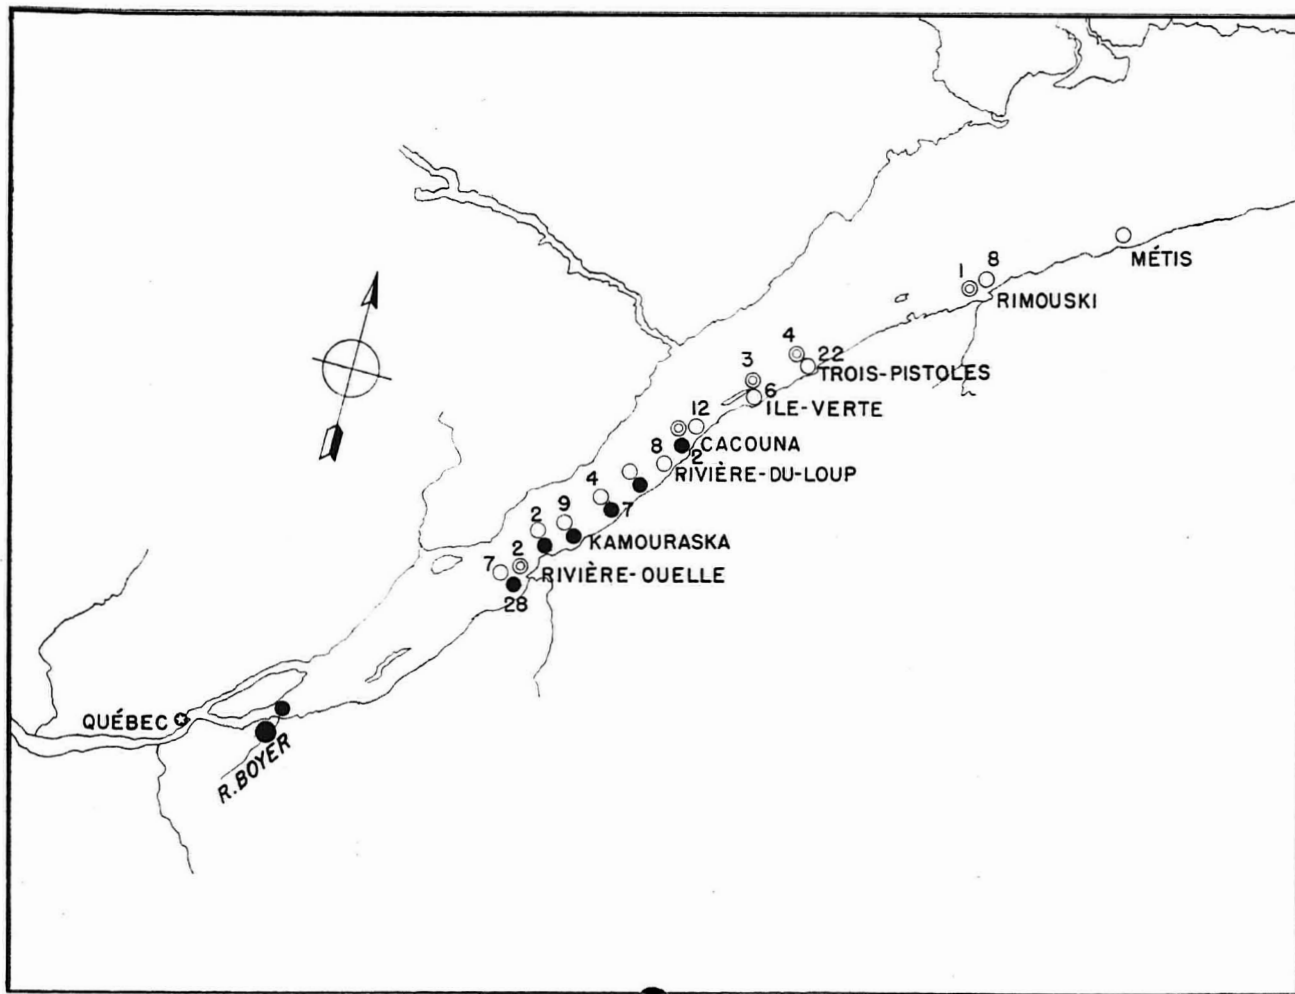 MÉTIS
1 8
RIMOUSKI
4
22
TROIS-PISTOLES
3
6
ILE-VERTE
12
CACOUNA
8 2
RIVIÈRE-DU-LOUP
4
7
9
KAMOURASKA
2
2
7
RIVIÈRE-OUELLE
28
QUÉBEC
R. BOYER